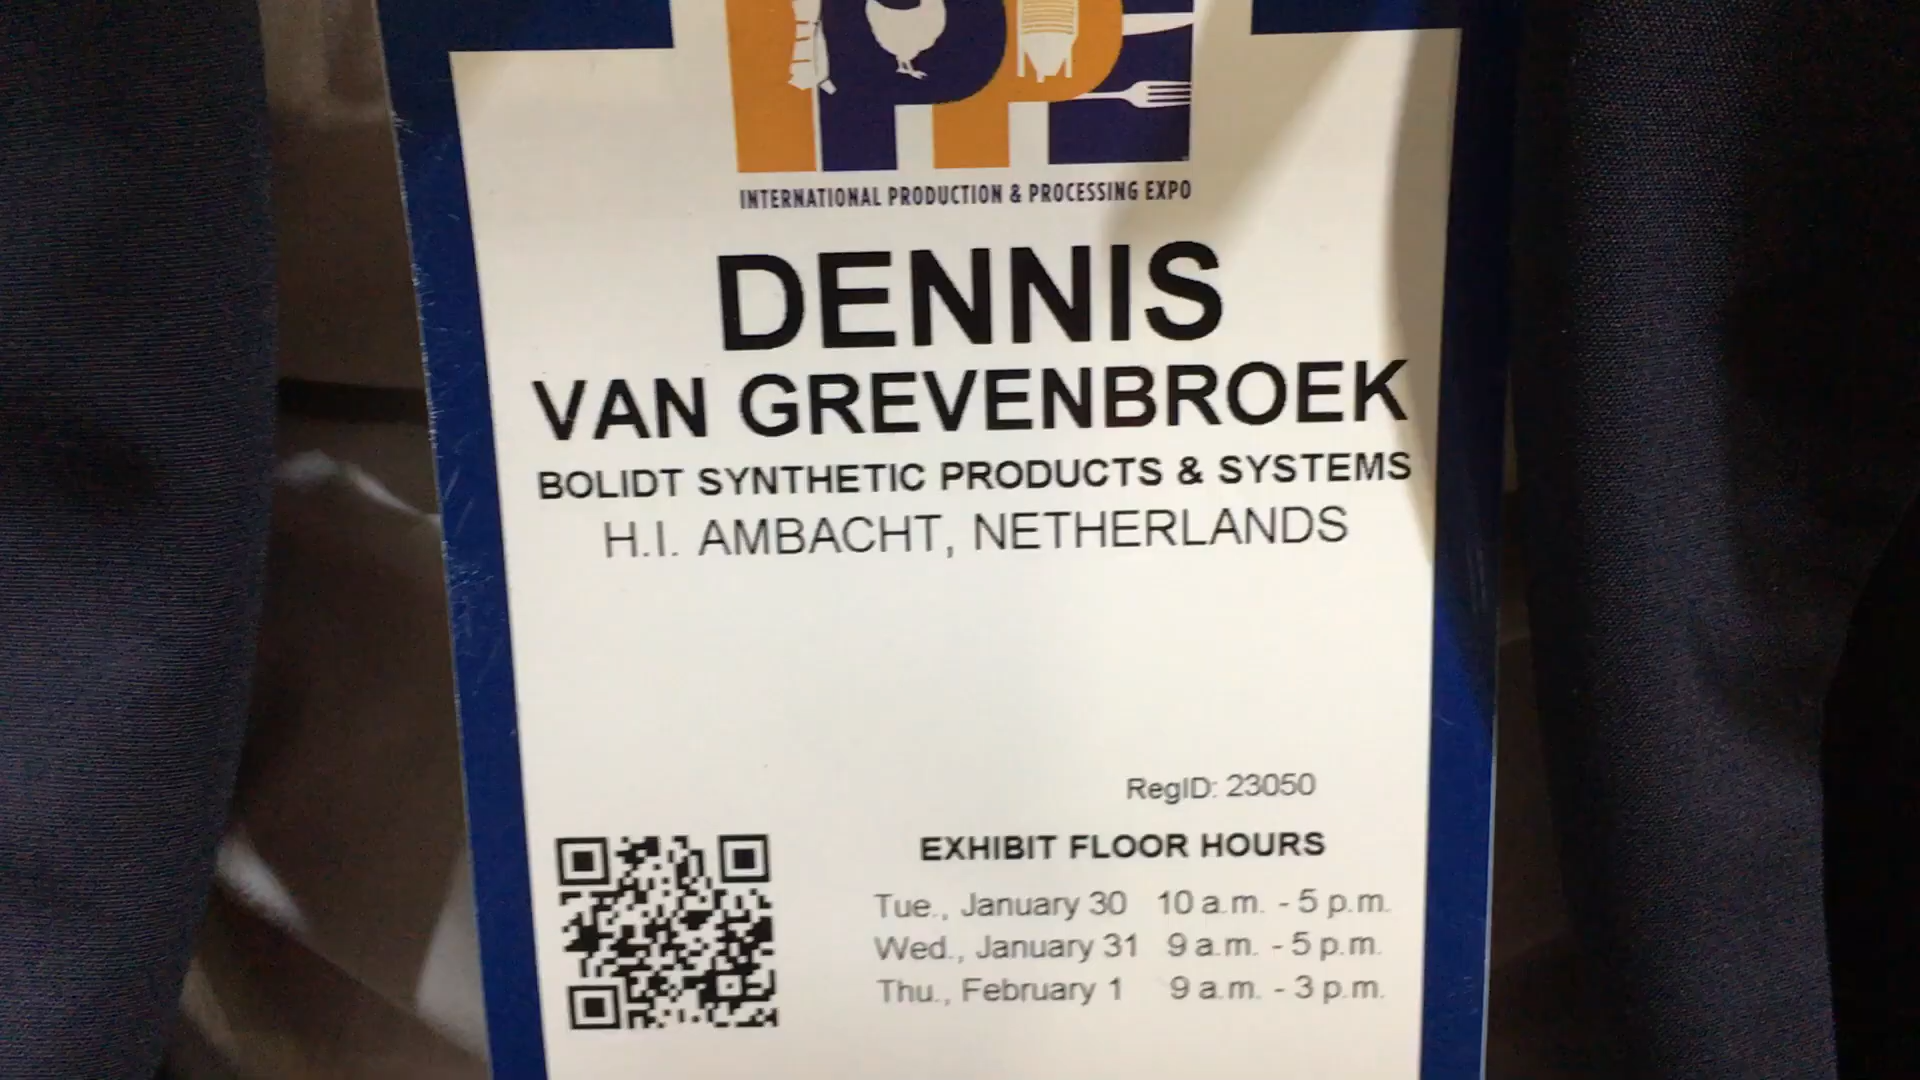 IPPE
INTERNATIONAL PRODUCTION & PROCESSING EXPO
DENNIS
VAN GREVENBROEK
BOLIDT SYNTHETIC PRODUCTS & SYSTEMS
H.I. AMBACHT, NETHERLANDS
RegID: 23050
EXHIBIT FLOOR HOURS
Tue., January 30 10 a.m. - 5 p.m.
Wed., January 31 9 a.m. - 5 p.m.
Thu., February 1 9 a.m. - 3 p.m.